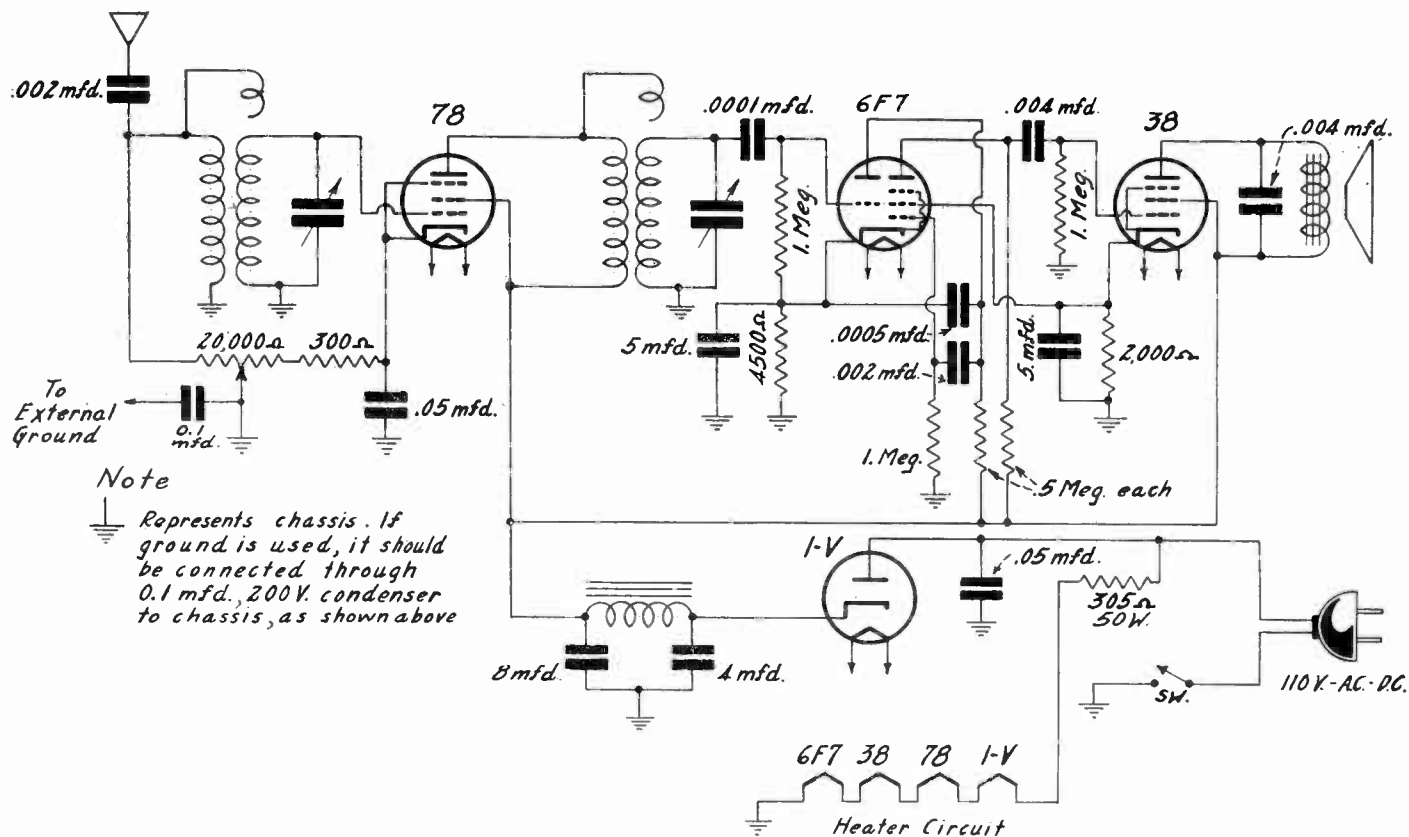 .002 mfd.
78
.0001 mfd.
6F7
.004 mfd.
38
.004 mfd.
1. Meg.
1. Meg.
20,000Ω
300Ω
5 mfd.
4500Ω
.0005 mfd.
.002 mfd.
5. mfd.
2,000Ω
To
External
Ground
0.1
mfd.
.05 mfd.
1. Meg.
.5 Meg. each
Note
Represents chassis. If
ground is used, it should
be connected through
0.1 mfd., 200V. condenser
to chassis, as shown above
1-V
.05 mfd.
305Ω
50W.
8 mfd.
4 mfd.
SW.
110V.-A.C.-D.C.
6F7 38 78 1-V
Heater Circuit